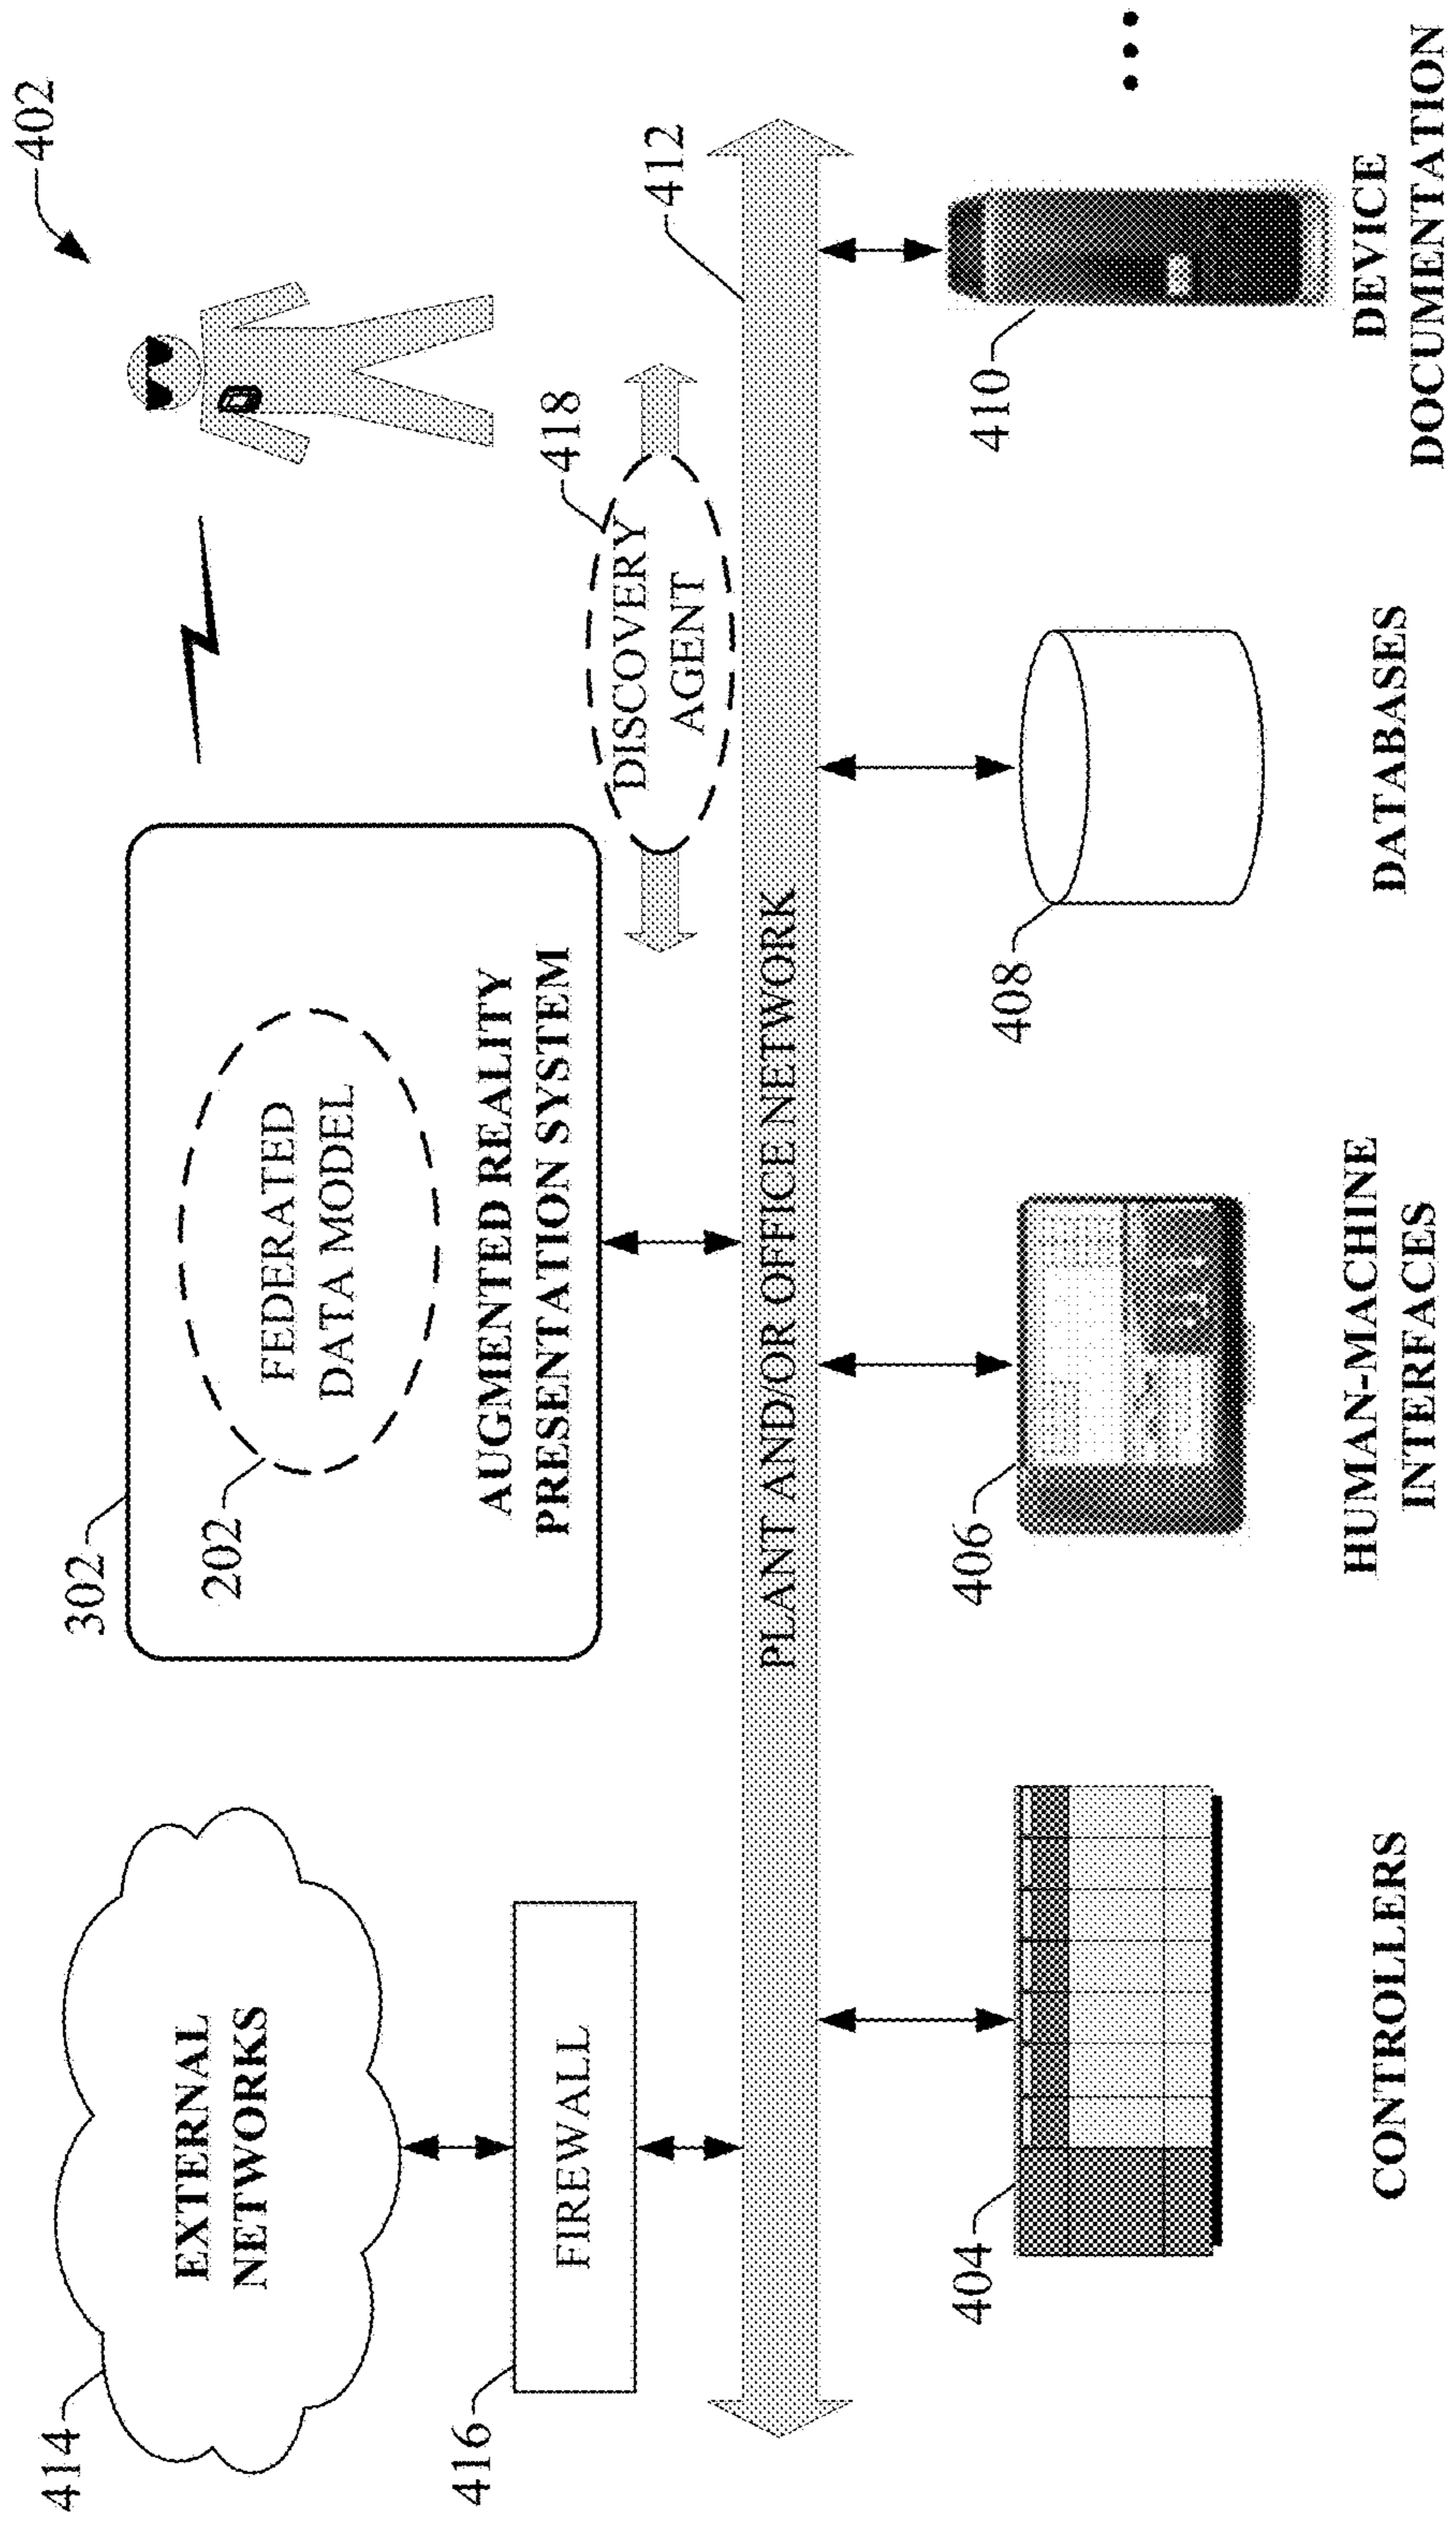 402
414
EXTERNAL
NETWORKS
416
FIREWALL
302
202
FEDERATED
DATA MODEL
AUGMENTED REALITY
PRESENTATION SYSTEM
418
DISCOVERY
AGENT
412
PLANT AND/OR OFFICE NETWORK
404
CONTROLLERS
406
HUMAN-MACHINE
INTERFACES
408
DATABASES
410
DEVICE
DOCUMENTATION